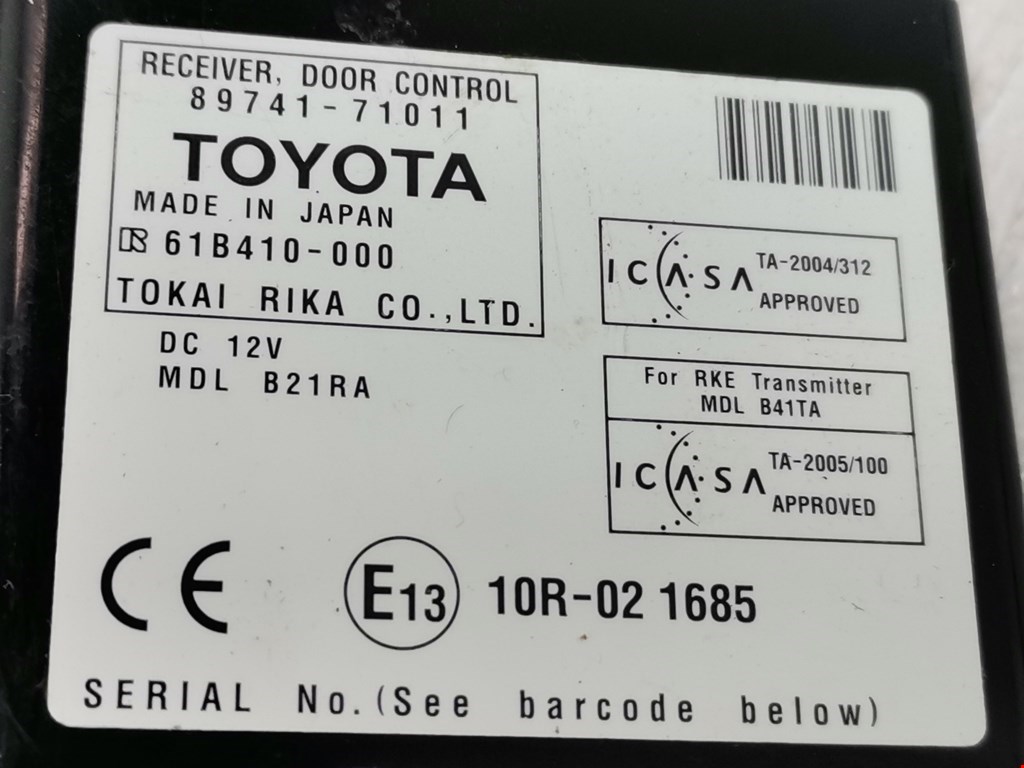 RECEIVER, DOOR CONTROL
89741-71011
TOYOTA
MADE IN JAPAN
61B410-000
TOKAI RIKA CO.,LTD.
DC 12V
MDL B21RA
ICASA TA-2004/312
APPROVED
For RKE Transmitter
MDL B41TA
ICASA TA-2005/100
APPROVED
CE E13 10R-02 1685
SERIAL No.(See barcode below)